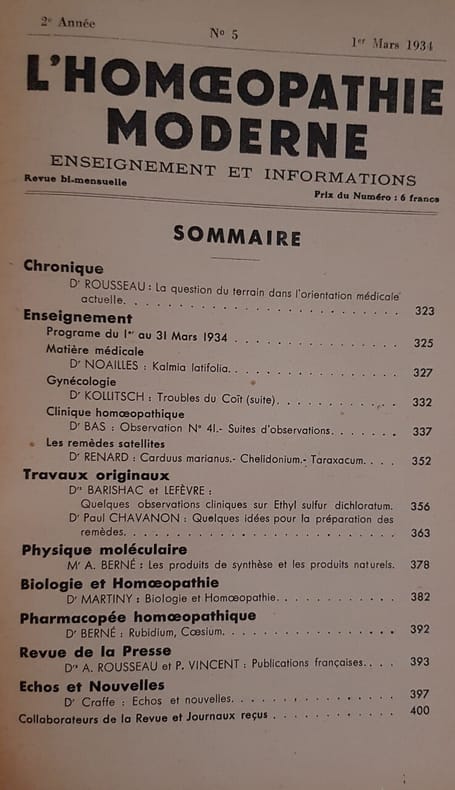 2e Année
No 5
1er Mars 1934
L'HOMŒOPATHIE
MODERNE
ENSEIGNEMENT ET INFORMATIONS
Revue bi-mensuelle
Prix du Numéro : 6 francs
SOMMAIRE
Chronique
Dr ROUSSEAU : La question du terrain dans l'orientation médicale
actuelle. . . . . . . . . . . . . . . . . . . . . . 323
Enseignement
Programe du 1er au 31 Mars 1934 . . . . . . . . . . . . . 325
Matière médicale
Dr NOAILLES : Kalmia latifolia. . . . . . . . . . . . . . 327
Gynécologie
Dr KOLLITSCH : Troubles du Coït (suite). . . . . . . . . . 332
Clinique homœopathique
Dr BAS : Observation No 41.- Suites d'observations. . . . . . . 337
Les remèdes satellites
Dr RENARD : Carduus marianus.- Chelidonium.- Taraxacum. . . . 352
Travaux originaux
Drs BARISHAC et LEFÈVRE :
Quelques observations cliniques sur Ethyl sulfur dichloratum. 356
Dr Paul CHAVANON : Quelques idées pour la préparation des
remèdes. . . . . . . . . . . . . . . . . . . . . . 363
Physique moléculaire
Mr A. BERNÉ : Les produits de synthèse et les produits naturels. 378
Biologie et Homœopathie
Dr MARTINY : Biologie et Homœopathie. . . . . . . . . . . 382
Pharmacopée homœopathique
Dr BERNÉ : Rubidium, Cœsium. . . . . . . . . . . . . . . 392
Revue de la Presse
Drs A. ROUSSEAU et P. VINCENT : Publications françaises. . . . 393
Echos et Nouvelles
Dr Craffe : Echos et nouvelles. . . . . . . . . . . . . . 397
Collaborateurs de la Revue et Journaux reçus . . . . . . . . . . 400